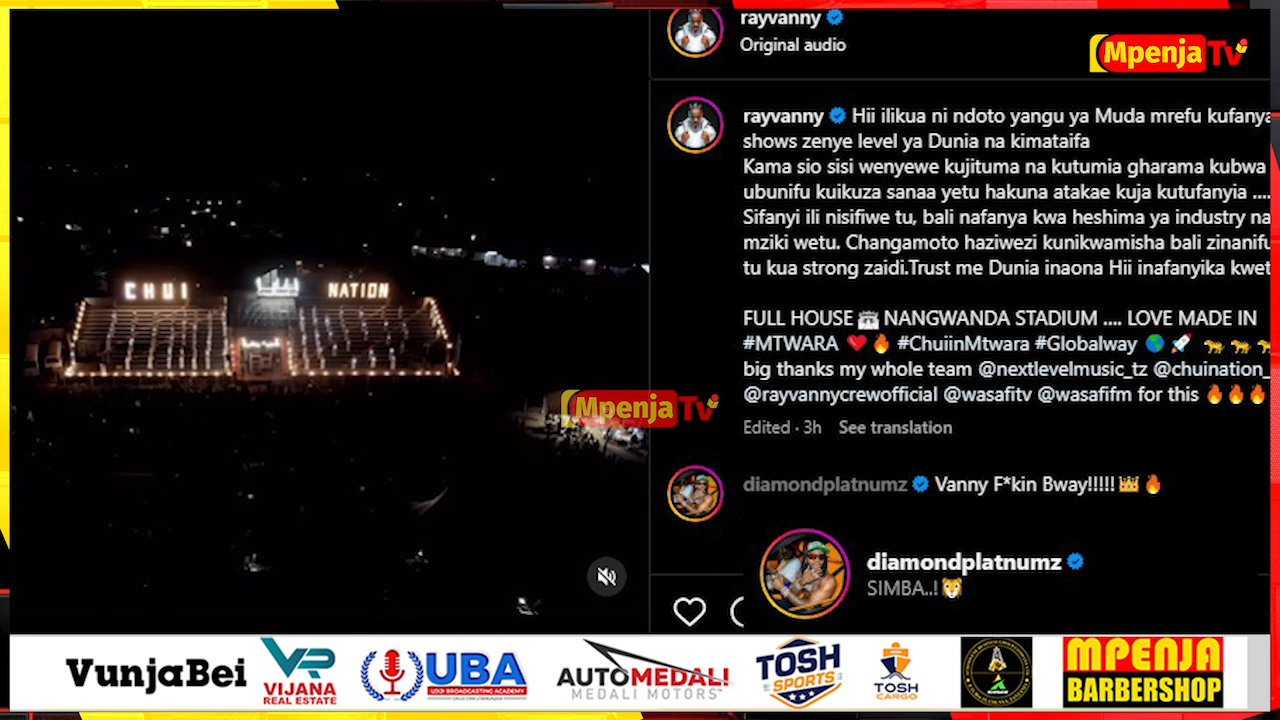 rayvanny
Original audio
Mpenja Tv
rayvanny Hii ilikua ni ndoto yangu ya Muda mrefu kufanya
shows zenye level ya Dunia na kimataifa
Kama sio sisi wenyewe kujituma na kutumia gharama kubwa
ubunifu kuikuza sanaa yetu hakuna atakae kuja kutufanyia ....
Sifanyi ili nisifiwe tu, bali nafanya kwa heshima ya industry na
mziki wetu. Changamoto haziwezi kunikwamisha bali zinanifu
tu kua strong zaidi.Trust me Dunia inaona Hii inafanyika kwet
FULL HOUSE 🏟 NANGWANDA STADIUM .... LOVE MADE IN
#MTWARA ❤️🔥 #ChuiinMtwara #Globalway 🌎🚀 🐆🐆🐆
big thanks my whole team @nextlevelmusic_tz @chuination_
@rayvannycrewofficial @wasafitv @wasafifm for this 🔥🔥🔥
Edited · 3h See translation
diamondplatnumz Vanny F*kin Bway!!!!!👑🔥
diamondplatnumz
SIMBA..!🦁
CHUI
NATION
Mpenja Tv
VunjaBei
VP
VIJANA
REAL ESTATE
UBA
AUTOMEDALI
MEDALI MOTORS
TOSH
SPORTS
TOSH
CARGO
MPENJA
BARBERSHOP